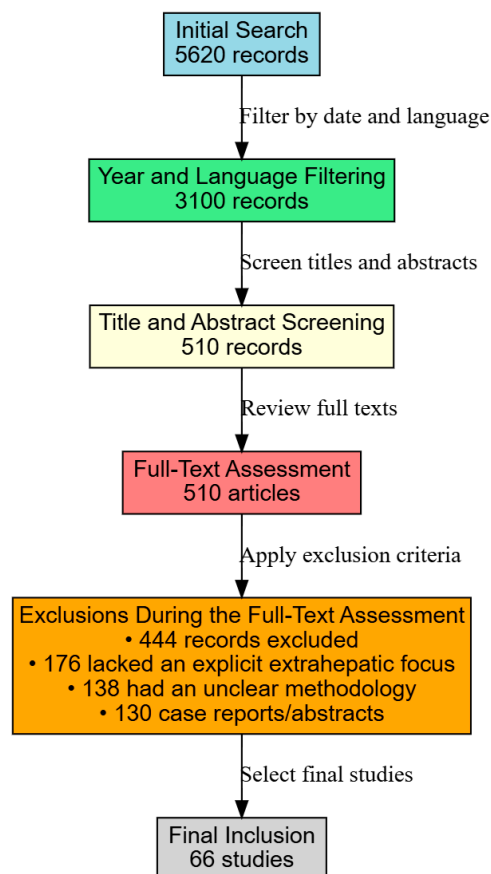 Initial Search
5620 records
Filter by date and language
Year and Language Filtering
3100 records
Screen titles and abstracts
Title and Abstract Screening
510 records
Review full texts
Full-Text Assessment
510 articles
Apply exclusion criteria
Exclusions During the Full-Text Assessment
• 444 records excluded
• 176 lacked an explicit extrahepatic focus
• 138 had an unclear methodology
• 130 case reports/abstracts
Select final studies
Final Inclusion
66 studies